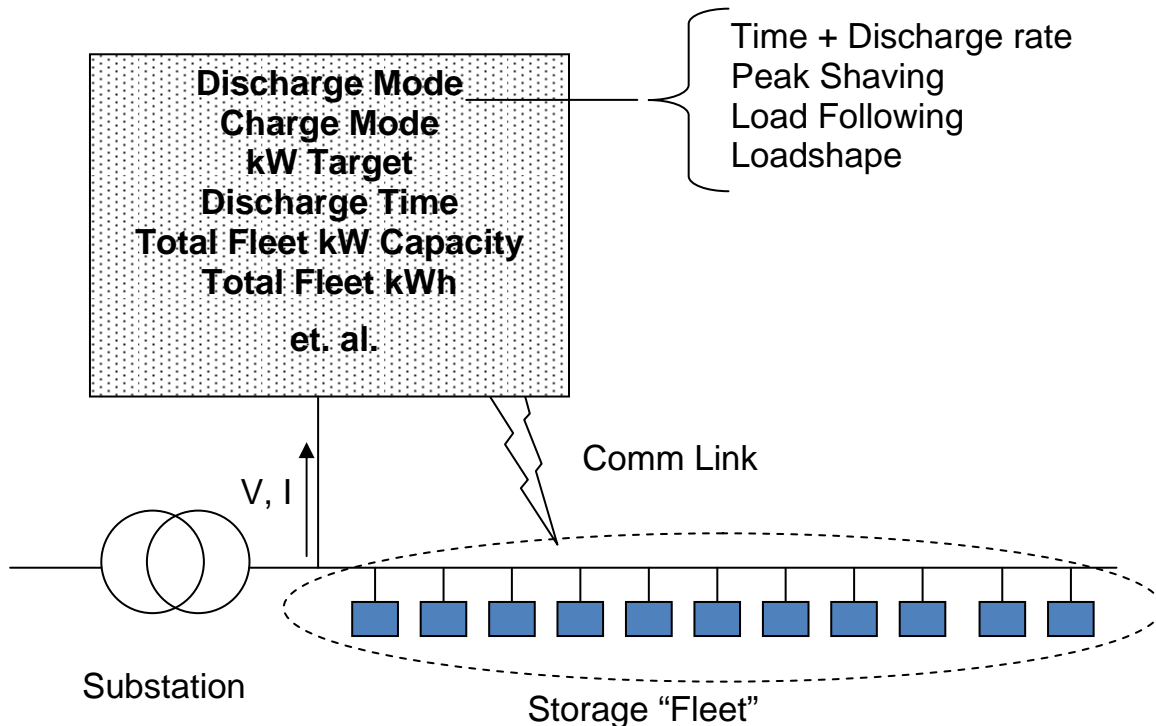 Discharge Mode
Charge Mode
kW Target
Discharge Time
Total Fleet kW Capacity
Total Fleet kWh
et. al.
Time + Discharge rate
Peak Shaving
Load Following
Loadshape
Comm Link
V, I
Substation
Storage “Fleet”